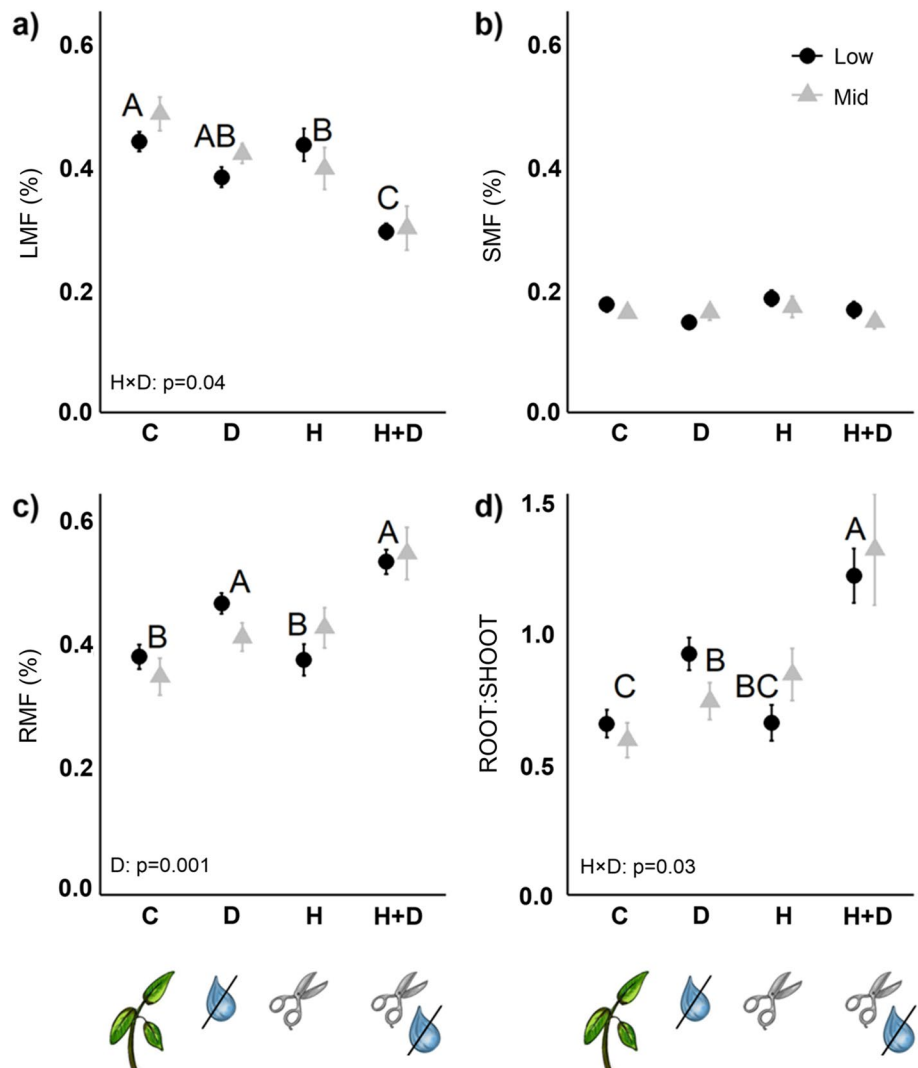 a)
0.6
0.4
0.2
0.0
LMF (%)
A
AB
B
C
H×D: p=0.04
C D H H+D
b)
0.6
0.4
0.2
0.0
SMF (%)
Low
Mid
C D H H+D
c)
0.6
0.4
0.2
0.0
RMF (%)
B
A
B
A
D: p=0.001
C D H H+D
d)
1.5
1.0
0.5
0.0
ROOT:SHOOT
C
B
BC
A
H×D: p=0.03
C D H H+D